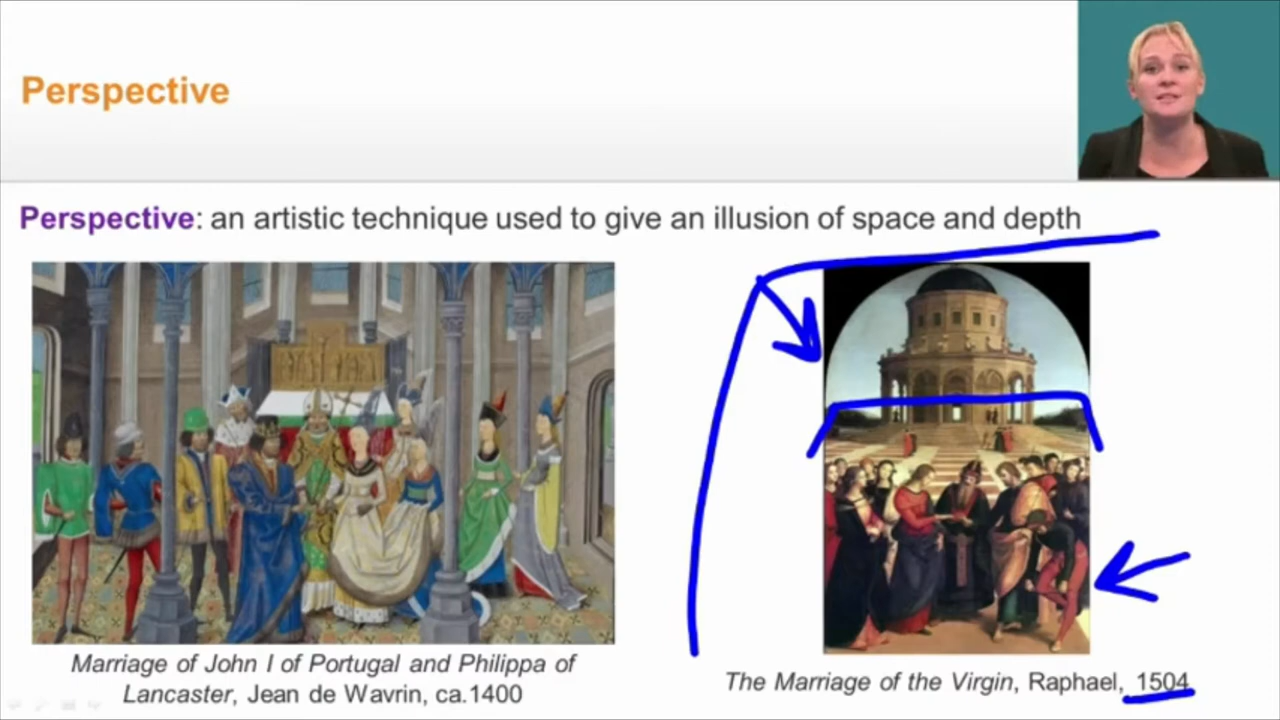 Perspective
Perspective: an artistic technique used to give an illusion of space and depth
Marriage of John I of Portugal and Philippa of
Lancaster, Jean de Wavrin, ca.1400
The Marriage of the Virgin, Raphael, 1504